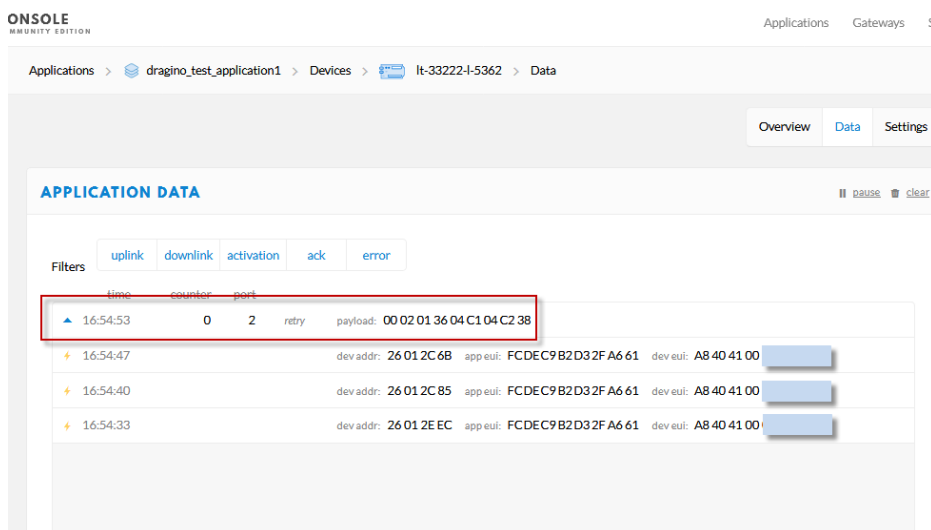 ONSOLE
MMUNITY EDITION
Applications Gateways S
Applications > dragino_test_application1 > Devices > lt-33222-l-5362 > Data
Overview Data Settings
APPLICATION DATA
pause clear
Filters uplink downlink activation ack error
time counter port
16:54:53 0 2 retry payload: 00 02 01 36 04 C1 04 C2 38
16:54:47 dev addr: 26 01 2C 6B app eui: FC DE C9 B2 D3 2F A6 61 dev eui: A8 40 41 00
16:54:40 dev addr: 26 01 2C 85 app eui: FC DE C9 B2 D3 2F A6 61 dev eui: A8 40 41 00
16:54:33 dev addr: 26 01 2E EC app eui: FC DE C9 B2 D3 2F A6 61 dev eui: A8 40 41 00